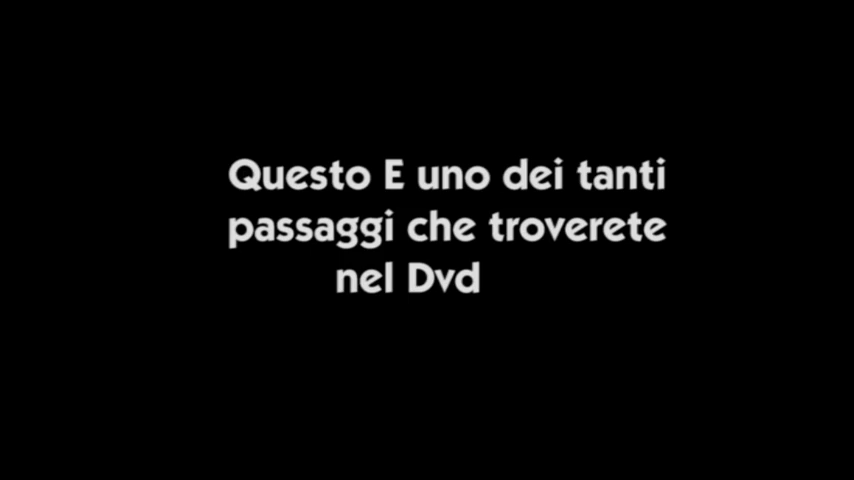 Questo E uno dei tanti
passaggi che troverete
nel Dvd